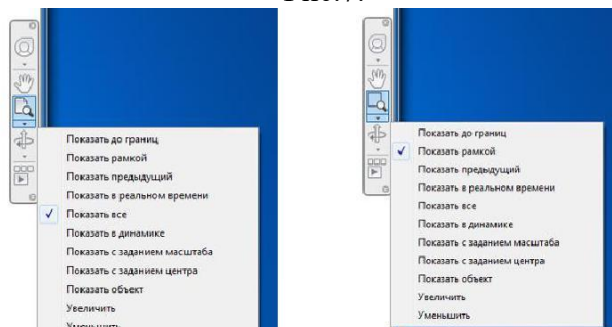 Показать до границ
Показать рамкой
Показать предыдущий
Показать в реальном времени
Показать все
Показать в динамике
Показать с заданием масштаба
Показать с заданием центра
Показать объект
Увеличить
Уменьшить
Показать до границ
Показать рамкой
Показать предыдущий
Показать в реальном времени
Показать все
Показать в динамике
Показать с заданием масштаба
Показать с заданием центра
Показать объект
Увеличить
Уменьшить